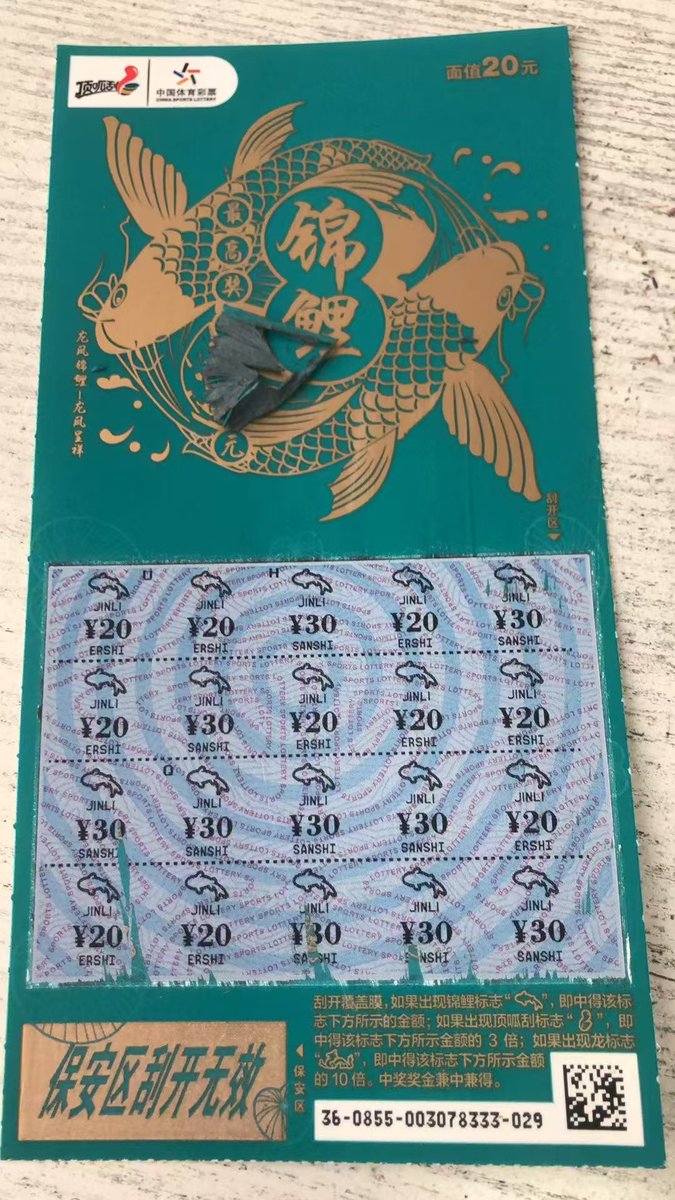 顶呱刮
中国体育彩票
CHINA SPORTS LOTTERY
面值20元
锦鲤
最高奖
元
龙凤锦鲤—龙凤呈祥
刮开区
U H
JINLI JINLI JINLI JINLI JINLI
¥20 ¥20 ¥30 ¥20 ¥30
ERSHI ERSHI SANSHI ERSHI SANSHI
JINLI JINLI JINLI JINLI JINLI
¥20 ¥30 ¥20 ¥20 ¥20
ERSHI SANSHI ERSHI ERSHI ERSHI
JINLI JINLI JINLI JINLI JINLI
¥30 ¥30 ¥30 ¥30 ¥20
SANSHI SANSHI SANSHI SANSHI ERSHI
JINLI JINLI JINLI JINLI JINLI
¥20 ¥20 ¥30 ¥30 ¥30
ERSHI ERSHI SANSHI SANSHI SANSHI
刮开覆盖膜，如果出现锦鲤标志“ ”，即中得该标
志下方所示的金额；如果出现顶呱刮标志“ ”，即
中得该标志下方所示金额的 3 倍；如果出现龙标志
“ ”，即中得该标志下方所示金额
的10倍。中奖奖金兼中兼得。
保安区
保安区刮开无效
36-0855-003078333-029